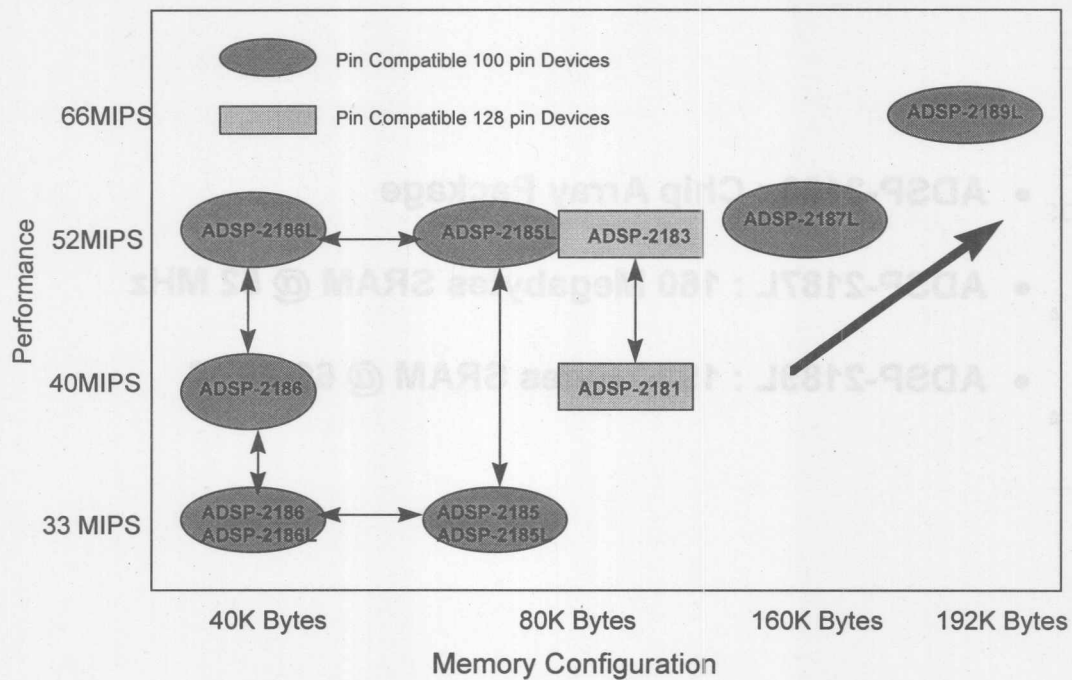 Pin Compatible 100 pin Devices
Pin Compatible 128 pin Devices
66MIPS
ADSP-2189L
52MIPS
ADSP-2186L
ADSP-2185L
ADSP-2183
ADSP-2187L
40MIPS
ADSP-2186
ADSP-2181
33 MIPS
ADSP-2186
ADSP-2186L
ADSP-2185
ADSP-2185L
Performance
40K Bytes
80K Bytes
160K Bytes
192K Bytes
Memory Configuration
Chip Array Package
ADSP-2187L : 160 Megabytes SRAM @ 52 MHz